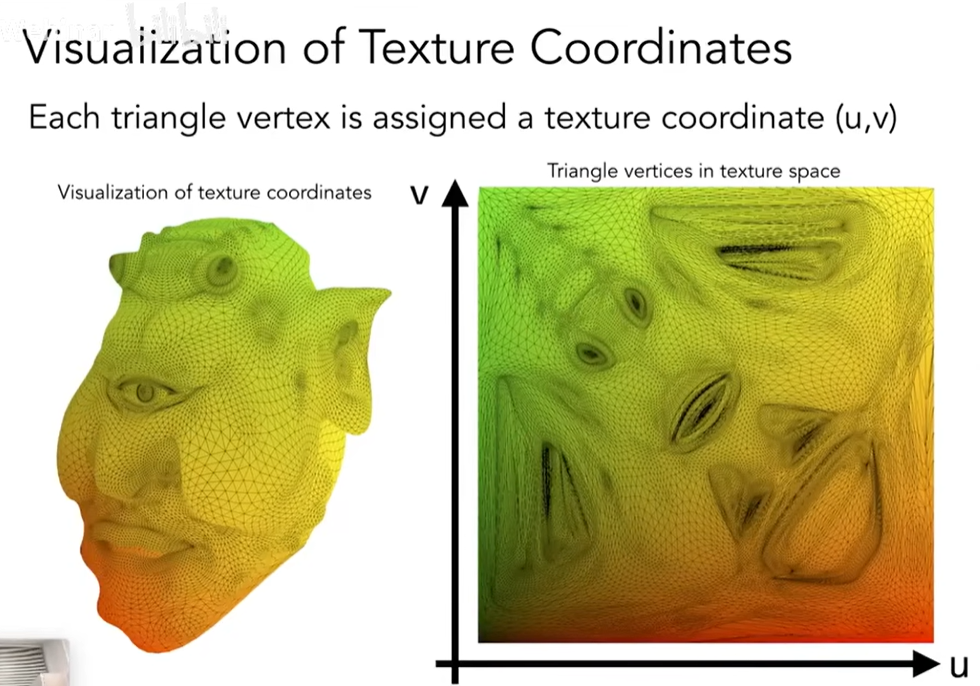 Visualization of Texture Coordinates
Each triangle vertex is assigned a texture coordinate (u,v)
Visualization of texture coordinates
Triangle vertices in texture space
v
u